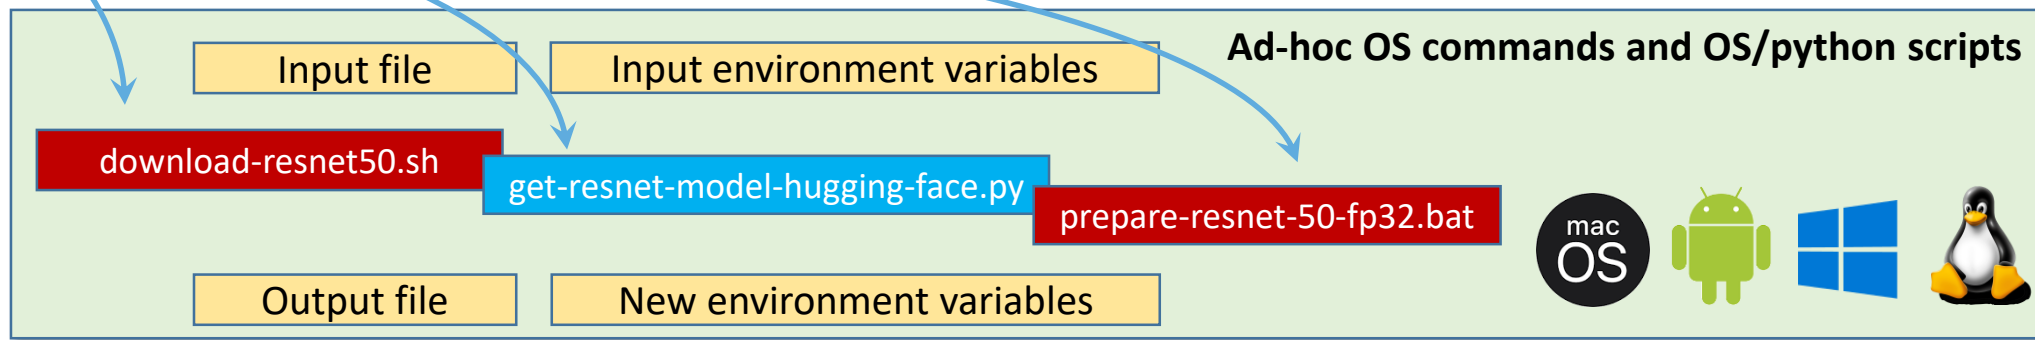 Ad-hoc OS commands and OS/python scripts
Input file
Input environment variables
download-resnet50.sh
get-resnet-model-hugging-face.py
prepare-resnet-50-fp32.bat
mac
OS
Output file
New environment variables